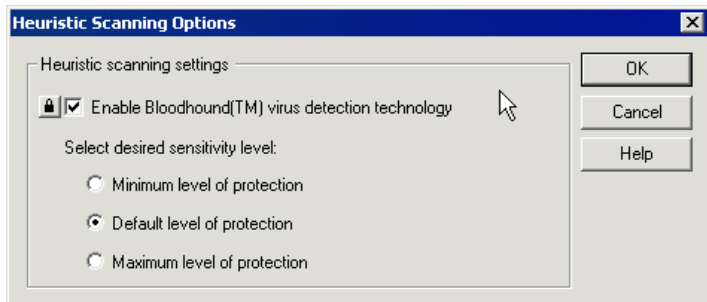 Heuristic Scanning Options
Heuristic scanning settings
Enable Bloodhound(TM) virus detection technology
Select desired sensitivity level:
Minimum level of protection
Default level of protection
Maximum level of protection
OK
Cancel
Help